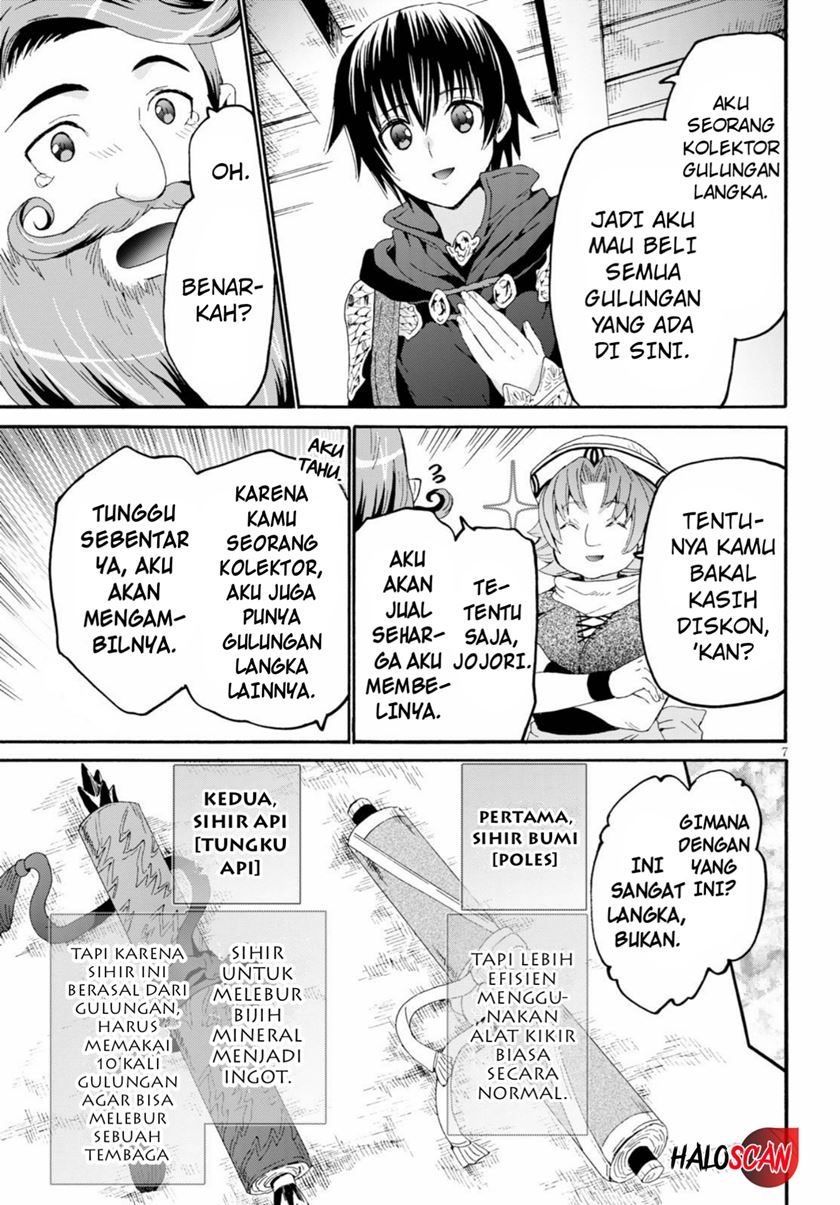 AKU
SEORANG
KOLEKTOR
GULUNGAN
LANGKA.
JADI AKU
MAU BELI
SEMUA
GULUNGAN
YANG ADA
DI SINI.
OH.
BENAR-
KAH?
TENTU-
NYA KAMU
BAKAL
KASIH
DISKON,
'KAN?
TE-
TENTU
SAJA,
JOJORI.
AKU
AKAN
JUAL
SEHAR-
GA AKU
MEMBE-
LINYA.
AKU
TAHU.
KARENA
KAMU
SEORANG
KOLEKTOR,
AKU JUGA
PUNYA
GULUNGAN
LANGKA
LAINNYA.
TUNGGU
SEBENTAR
YA, AKU
AKAN
MENGAM-
BILNYA.
7
GIMANA
DENGAN
YANG
INI?
INI
SANGAT
LANGKA,
BUKAN.
PERTAMA,
SIHIR BUMI
[POLES]
TAPI LEBIH
EFISIEN
MENGGU-
NAKAN
ALAT KIKIR
BIASA
SECARA
NORMAL.
KEDUA,
SIHIR API
[TUNGKU
API]
SIHIR
UNTUK
MELEBUR
BIJIH
MINERAL
MENJADI
INGOT.
TAPI KARENA
SIHIR INI
BERASAL DARI
GULUNGAN,
HARUS
MEMAKAI
10 KALI
GULUNGAN
AGAR BISA
MELEBUR
SEBUAH
TEMBAGA
HALOSCAN